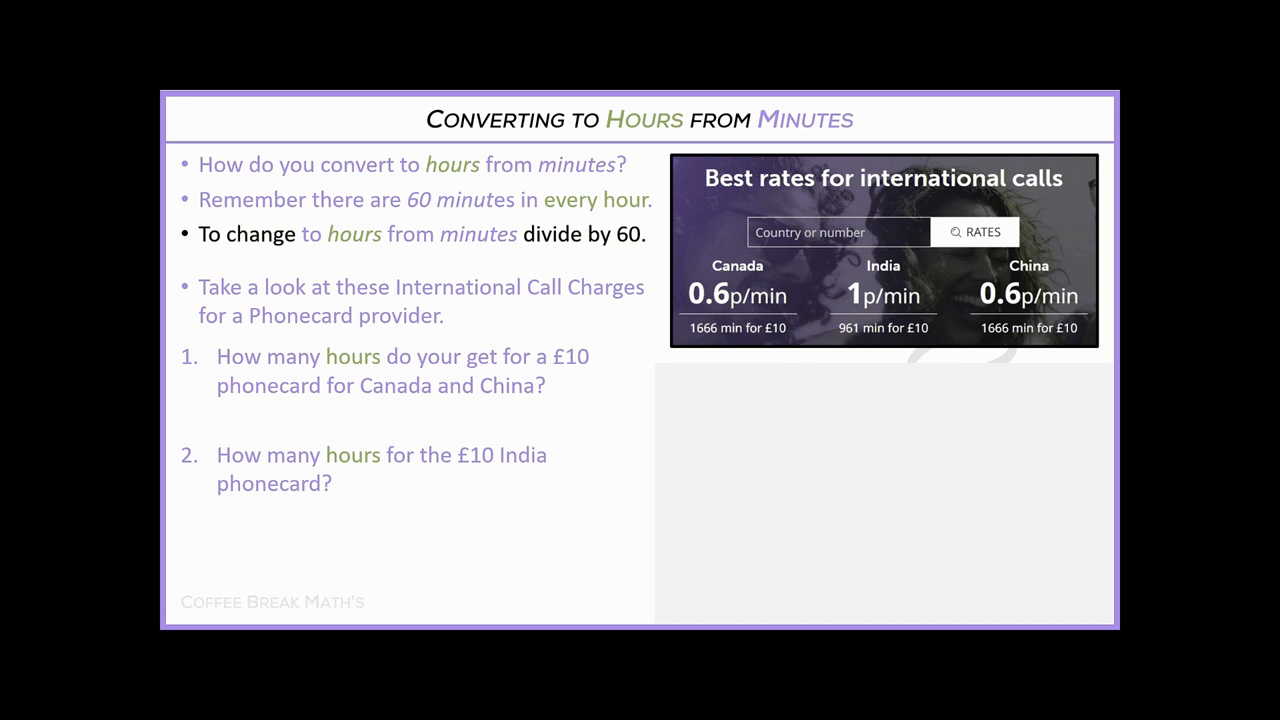 CONVERTING TO HOURS FROM MINUTES
• How do you convert to hours from minutes?
• Remember there are 60 minutes in every hour.
• To change to hours from minutes divide by 60.
• Take a look at these International Call Charges
for a Phonecard provider.
1. How many hours do your get for a £10
phonecard for Canada and China?
2. How many hours for the £10 India
phonecard?
COFFEE BREAK MATH'S
Best rates for international calls
Country or number RATES
Canada India China
0.6p/min 1p/min 0.6p/min
1666 min for £10 961 min for £10 1666 min for £10